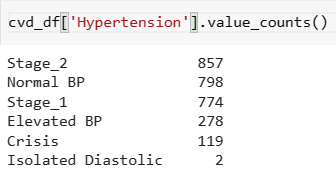 cvd_df['Hypertension'].value_counts()
Stage_2 857
Normal BP 798
Stage_1 774
Elevated BP 278
Crisis 119
Isolated Diastolic 2